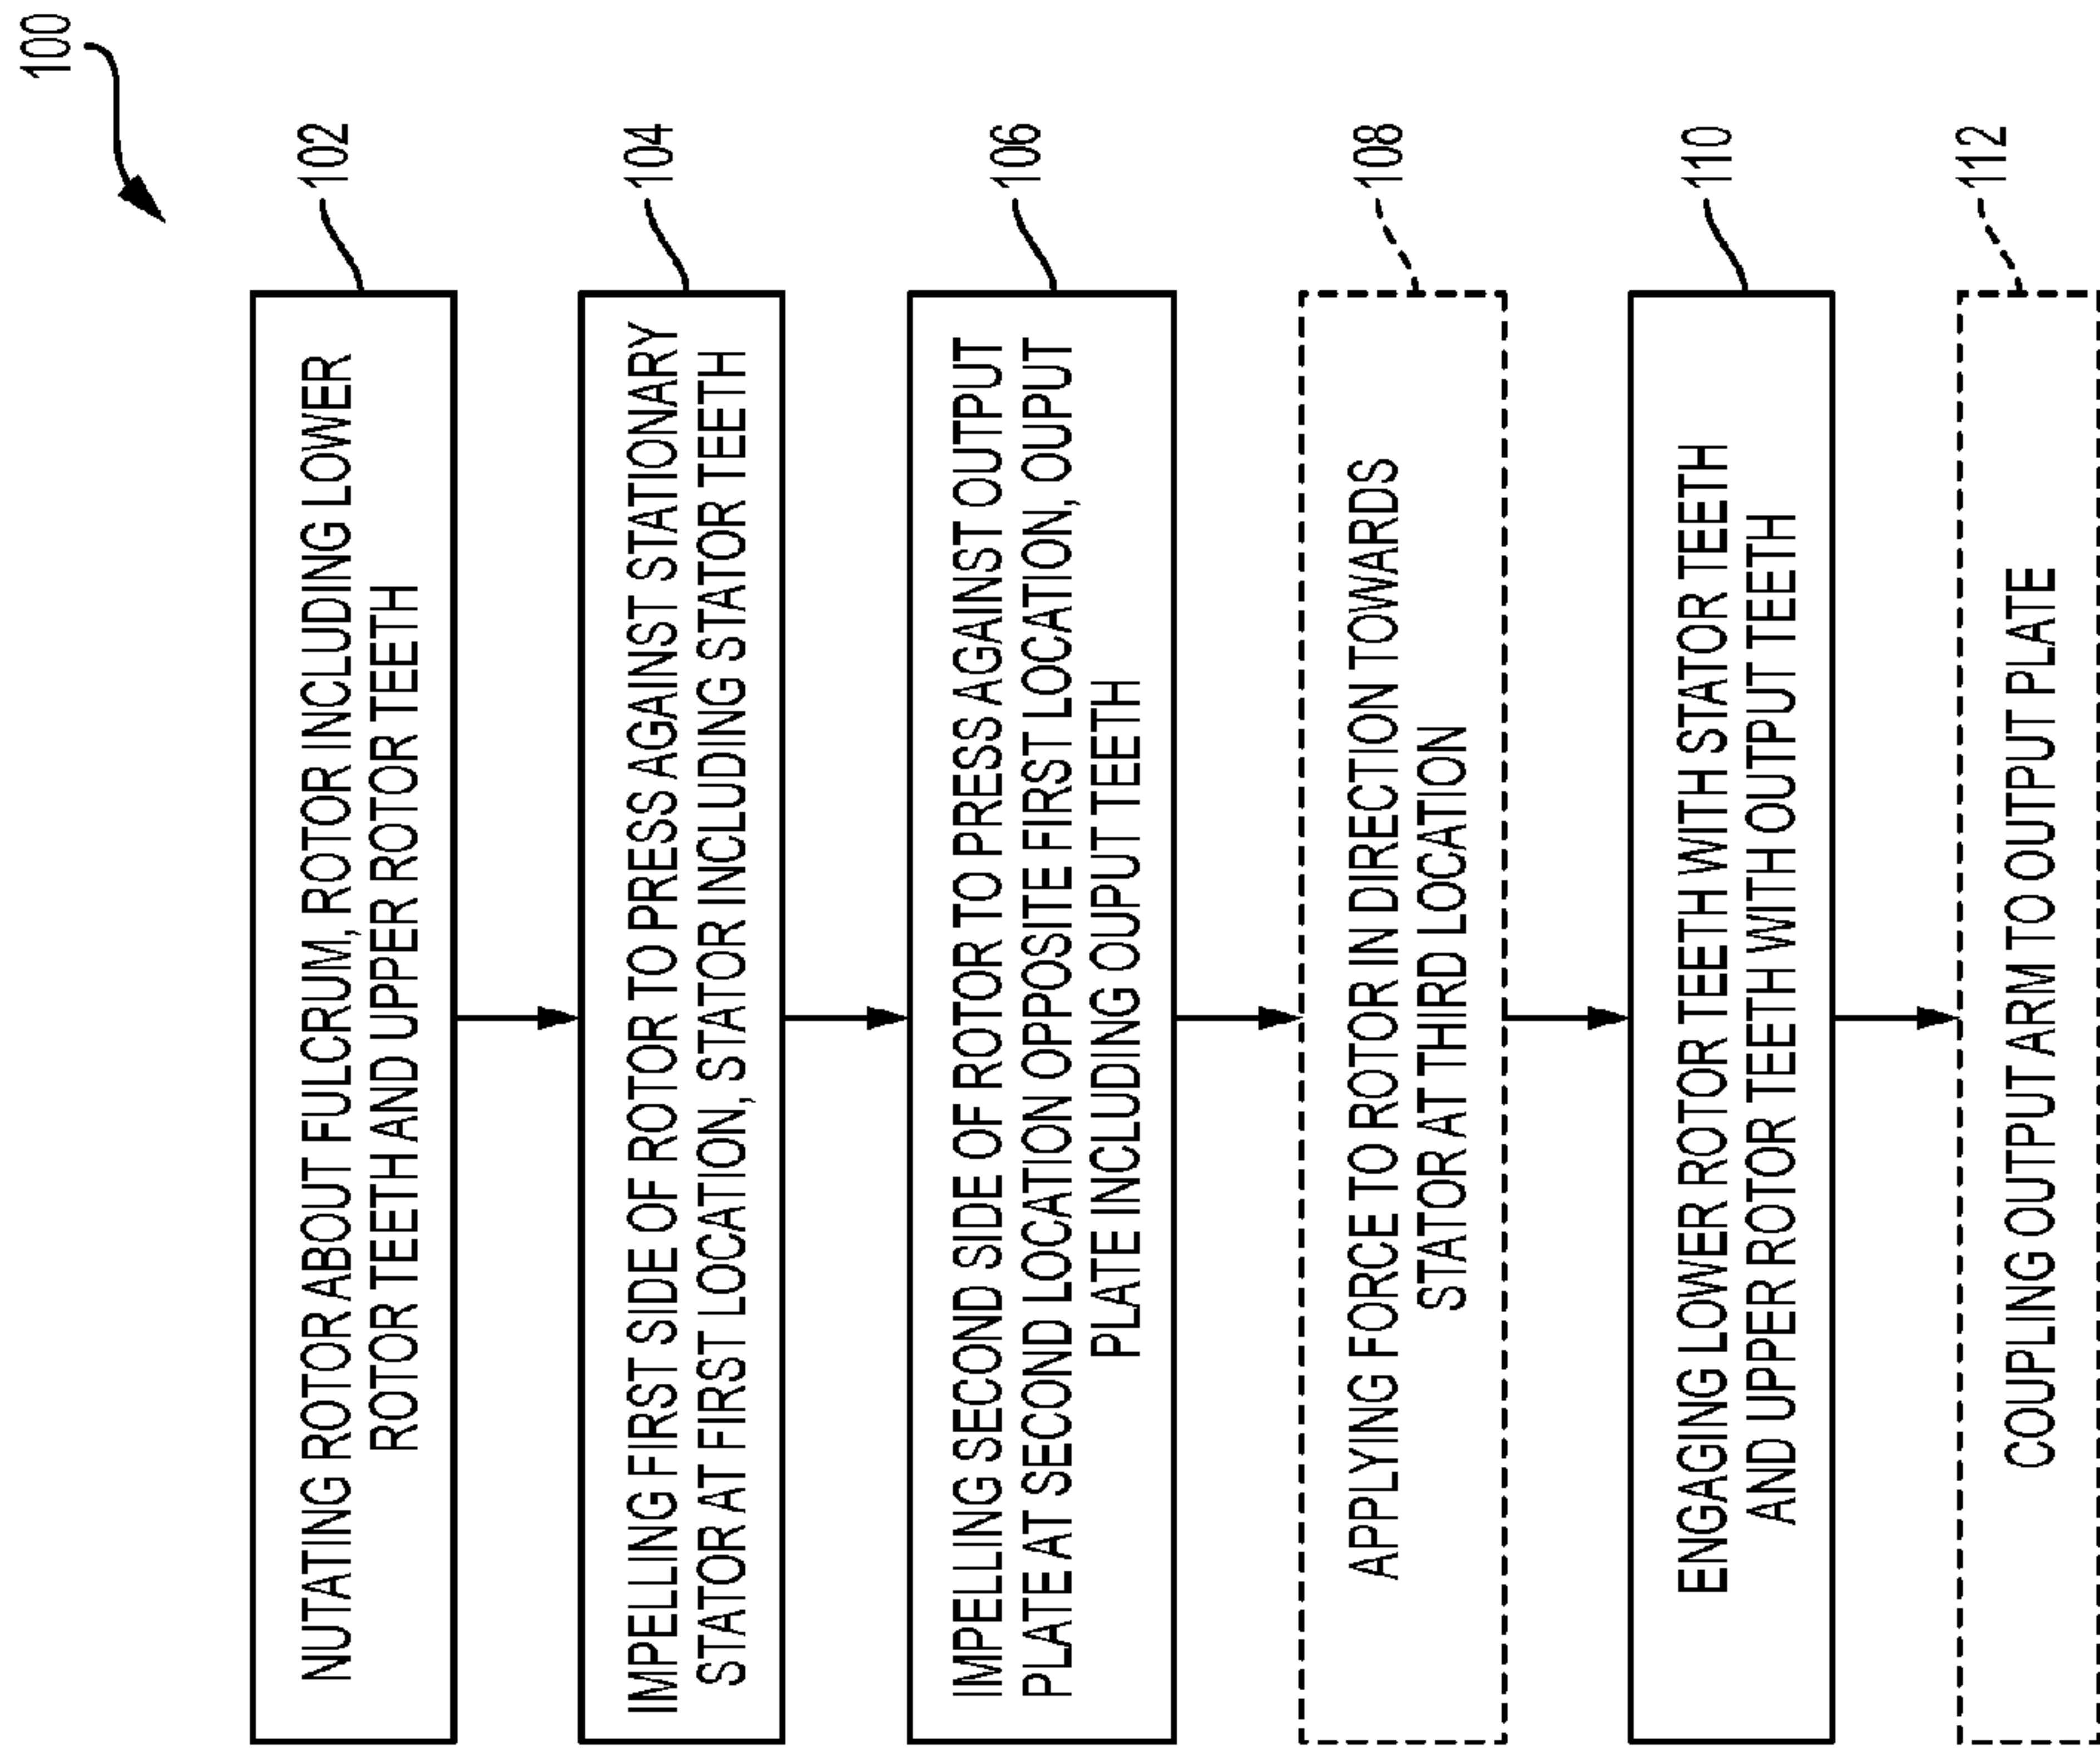 100
102
NUTATING ROTOR ABOUT FULCRUM, ROTOR INCLUDING LOWER
ROTOR TEETH AND UPPER ROTOR TEETH
104
IMPELLING FIRST SIDE OF ROTOR TO PRESS AGAINST STATIONARY
STATOR AT FIRST LOCATION, STATOR INCLUDING STATOR TEETH
106
IMPELLING SECOND SIDE OF ROTOR TO PRESS AGAINST OUTPUT
PLATE AT SECOND LOCATION OPPOSITE FIRST LOCATION, OUPUT
PLATE INCLUDING OUPUT TEETH
108
APPLYING FORCE TO ROTOR IN DIRECTION TOWARDS
STATOR AT THIRD LOCATION
110
ENGAGING LOWER ROTOR TEETH WITH STATOR TEETH
AND UPPER ROTOR TEETH WITH OUTPUT TEETH
112
COUPLING OUTPUT ARM TO OUTPUT PLATE